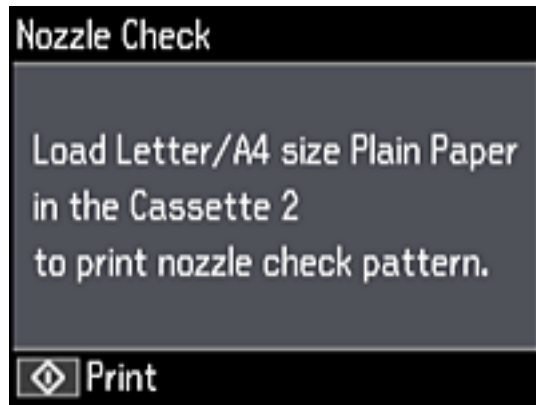 Nozzle Check
Load Letter/A4 size Plain Paper
in the Cassette 2
to print nozzle check pattern.
Print